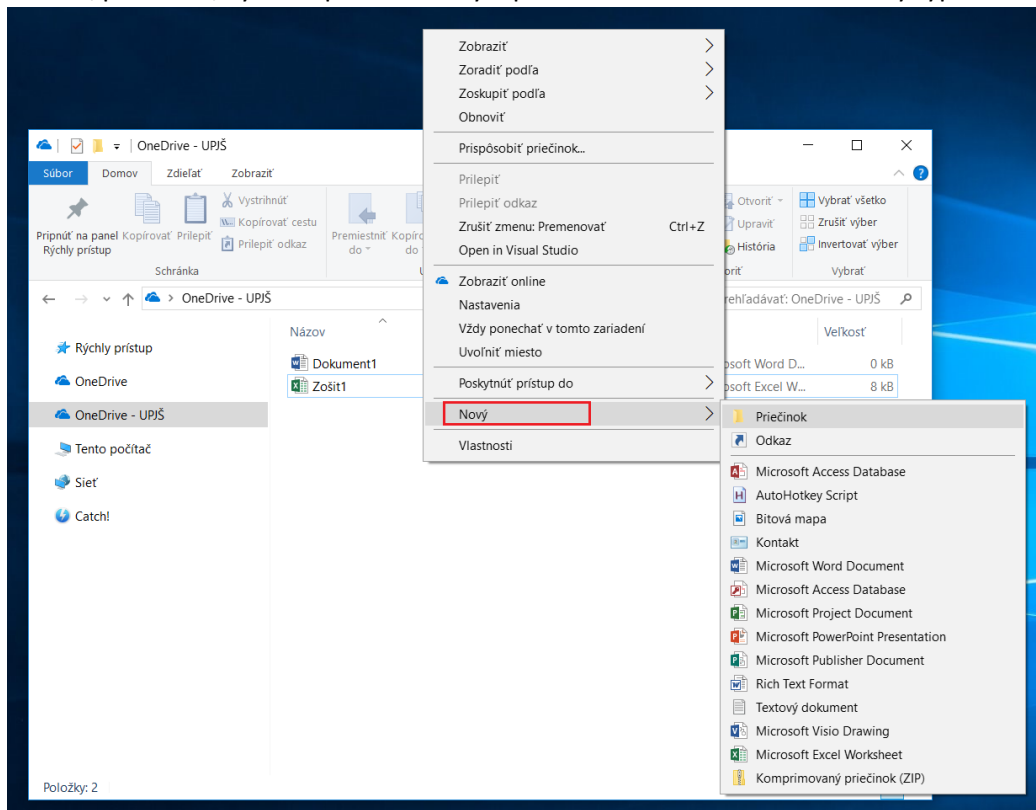 Zobraziť
Zoradiť podľa
Zoskupiť podľa
Obnoviť
Prispôsobiť priečinok...
Prilepiť
Prilepiť odkaz
Zrušiť zmenu: Premenovať Ctrl+Z
Open in Visual Studio
Zobraziť online
Nastavenia
Vždy ponechať v tomto zariadení
Uvoľniť miesto
Poskytnúť prístup do
Nový
Vlastnosti
OneDrive - UPJŠ
Súbor Domov Zdieľať Zobraziť
Pripnúť na panel Rýchly prístup
Kopírovať
Prilepiť
Vystrihnúť
Kopírovať cestu
Prilepiť odkaz
Schránka
Premiestniť do
Otvoriť
Upraviť
História
Vybrať všetko
Zrušiť výber
Invertovať výber
Vybrať
OneDrive - UPJŠ
OneDrive - UPJŠ
Názov Veľkosť
Dokument1 0 kB
Zošit1 8 kB
Rýchly prístup
OneDrive
OneDrive - UPJŠ
Tento počítač
Sieť
Catch!
Položky: 2
Priečinok
Odkaz
Microsoft Access Database
AutoHotkey Script
Bitová mapa
Kontakt
Microsoft Word Document
Microsoft Access Database
Microsoft Project Document
Microsoft PowerPoint Presentation
Microsoft Publisher Document
Rich Text Format
Textový dokument
Microsoft Visio Drawing
Microsoft Excel Worksheet
Komprimovaný priečinok (ZIP)